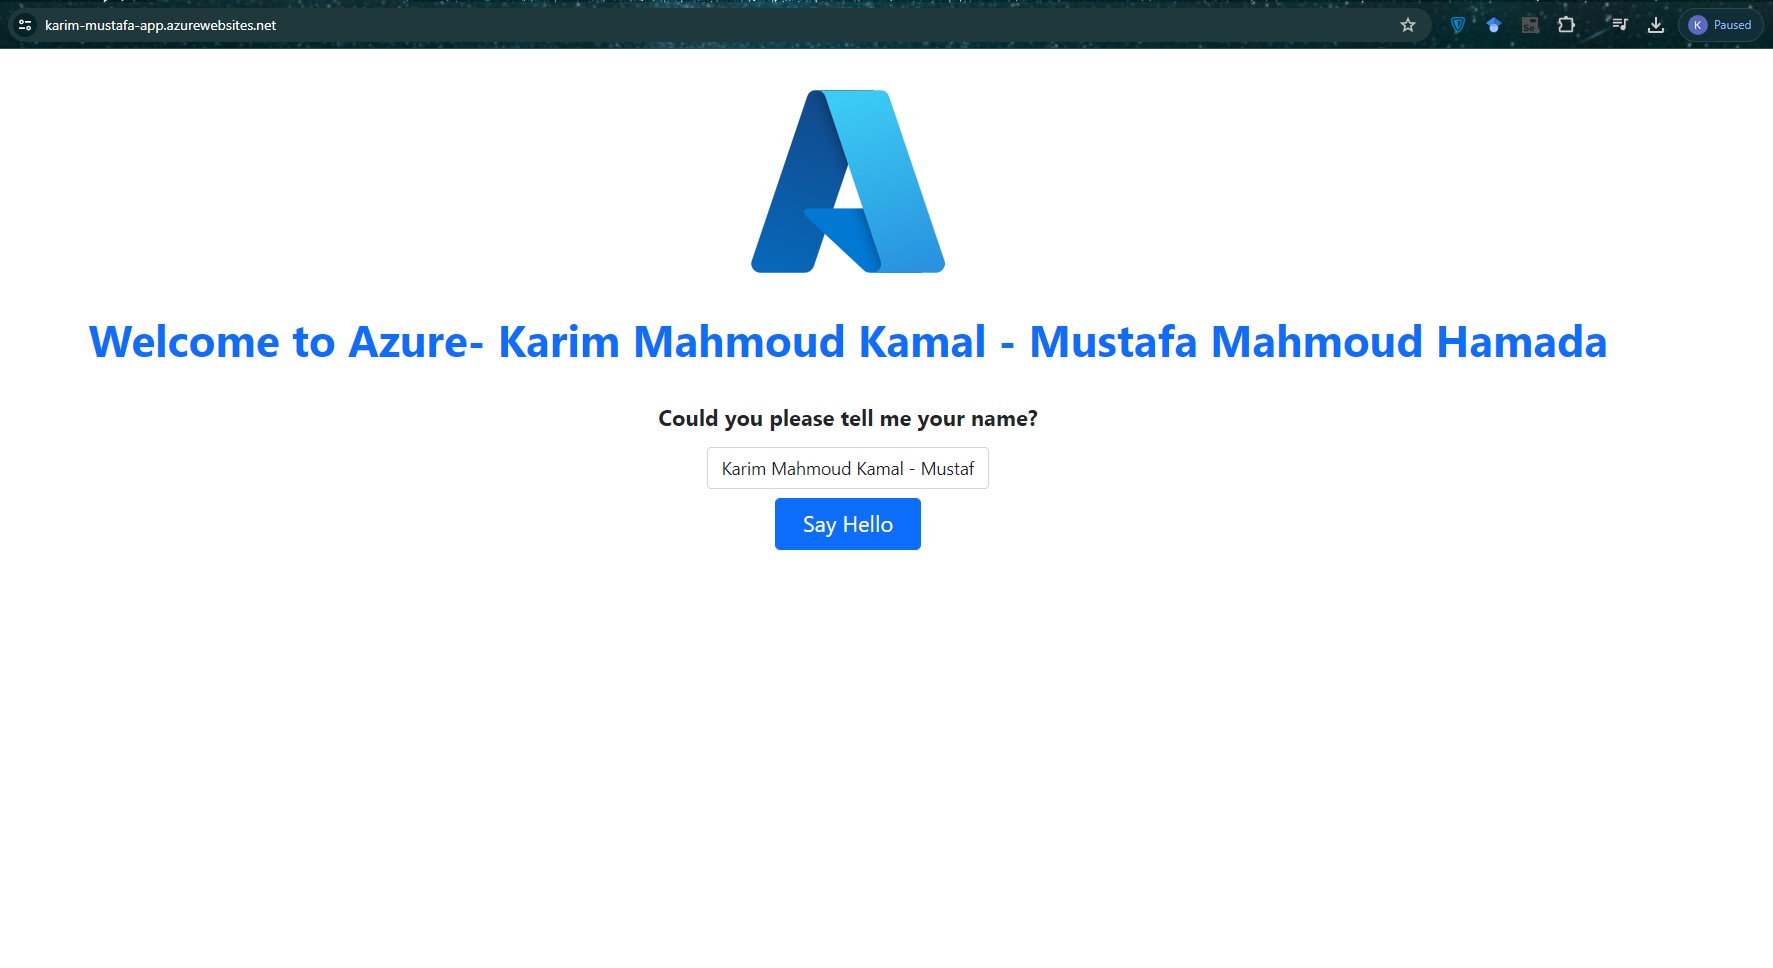 karim-mustafa-app.azurewebsites.net
K Paused
Welcome to Azure- Karim Mahmoud Kamal - Mustafa Mahmoud Hamada
Could you please tell me your name?
Karim Mahmoud Kamal - Mustaf
Say Hello